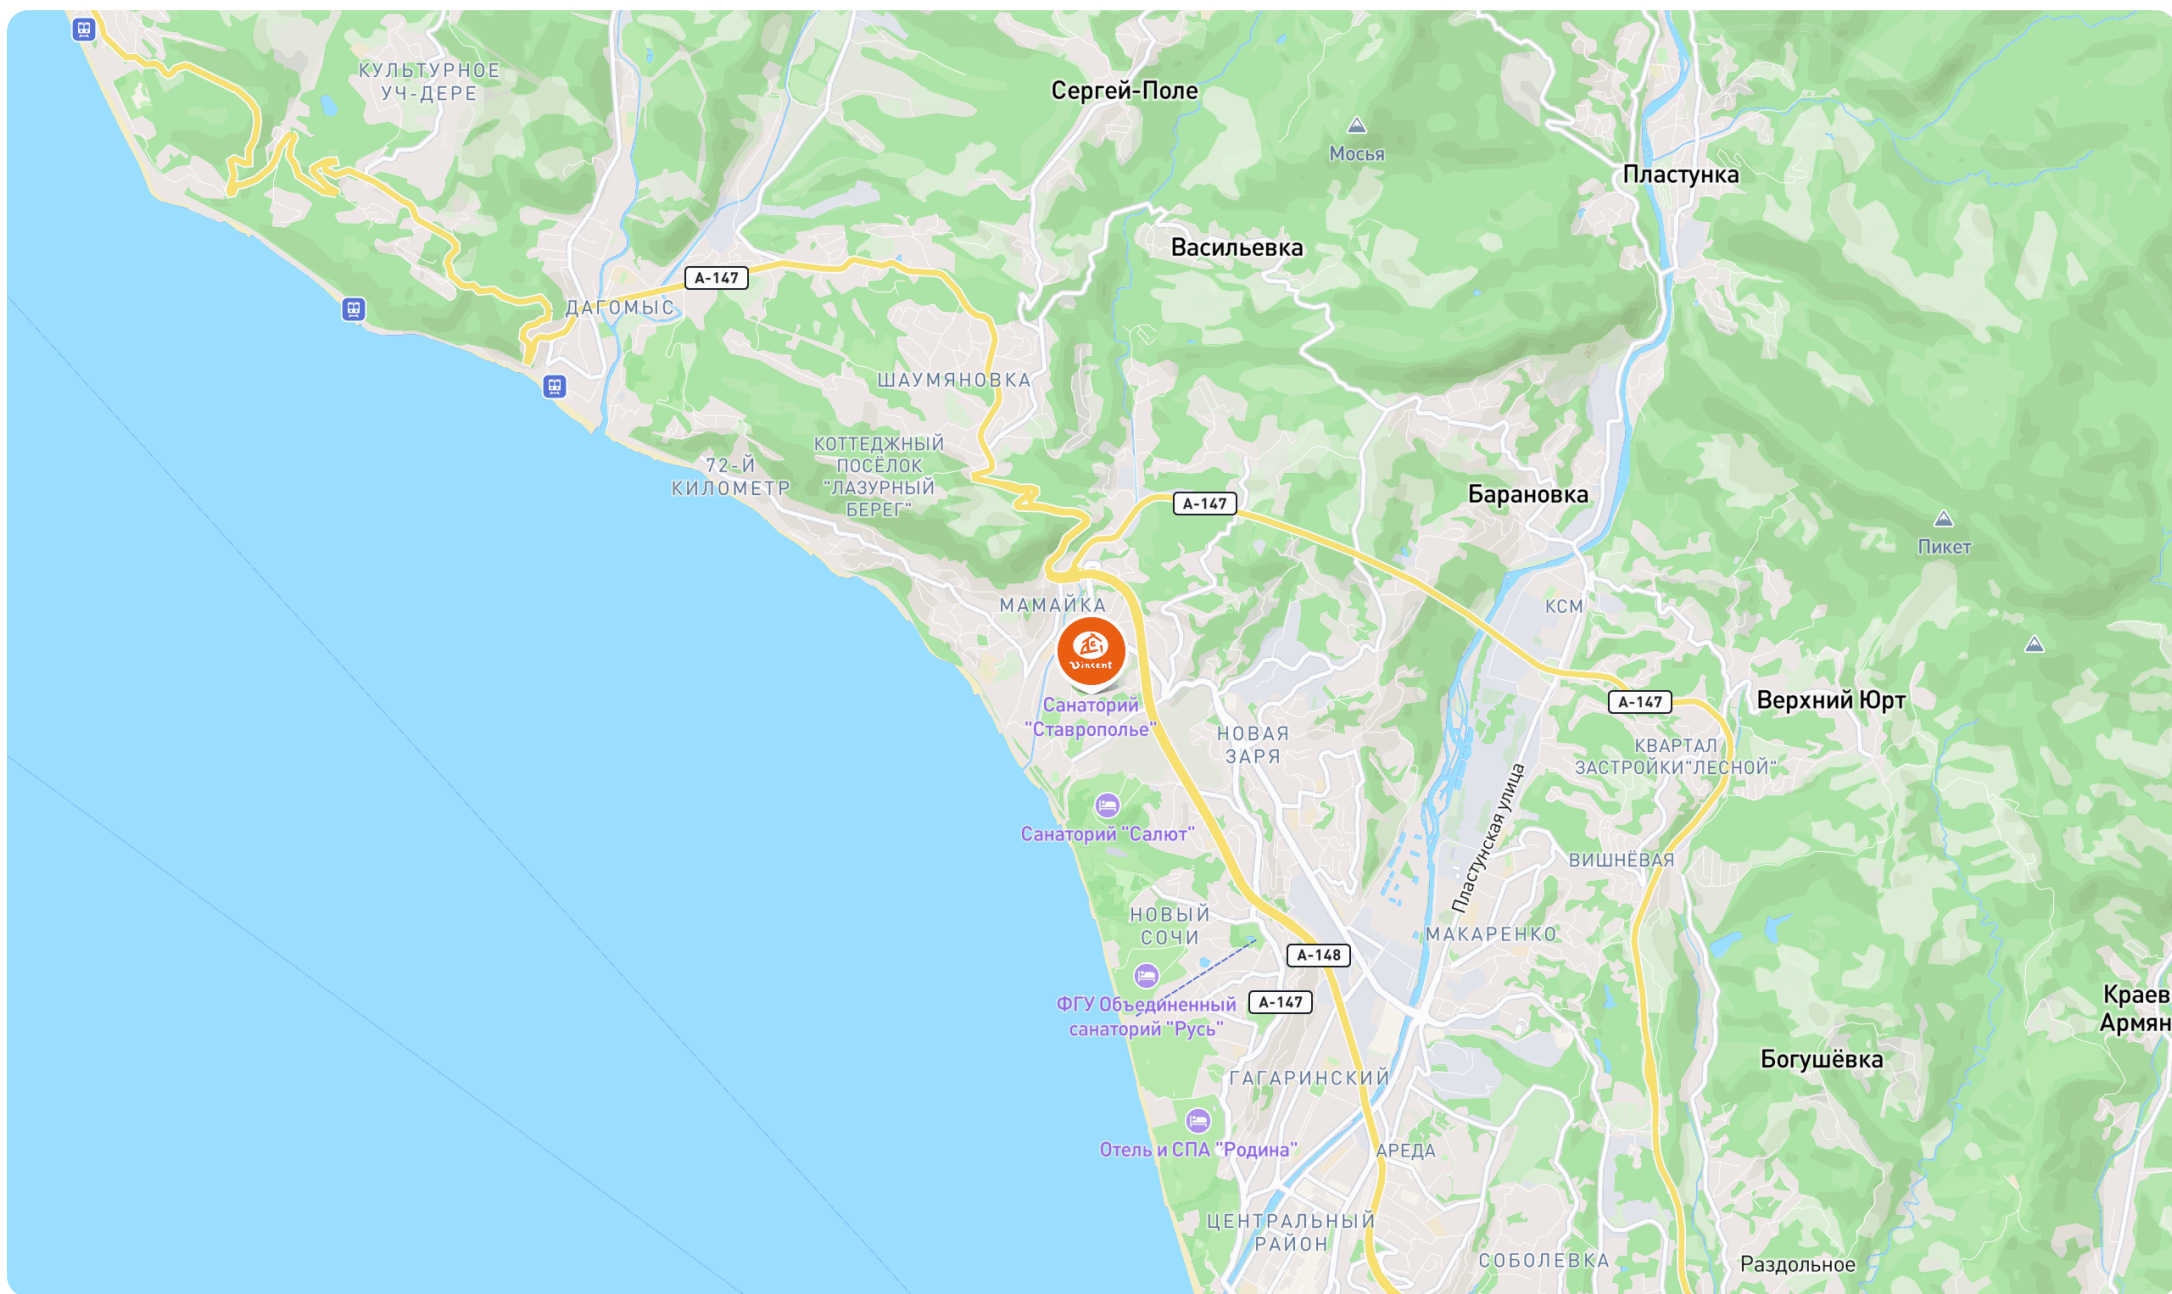 КУЛЬТУРНОЕ
УЧ-ДЕРЕ
Сергей-Поле
Мосья
Пластунка
Васильевка
А-147
ДАГОМЫС
ШАУМЯНОВКА
КОТТЕДЖНЫЙ
ПОСЁЛОК
"ЛАЗУРНЫЙ
БЕРЕГ"
72-Й
КИЛОМЕТР
А-147
Барановка
Пикет
МАМАЙКА
КСМ
Vincent
Санаторий
"Ставрополье"
А-147
Верхний Юрт
НОВАЯ
ЗАРЯ
КВАРТАЛ
ЗАСТРОЙКИ"ЛЕСНОЙ"
Пластунская улица
Санаторий "Салют"
ВИШНЁВАЯ
НОВЫЙ
СОЧИ
МАКАРЕНКО
А-148
А-147
ФГУ Объединенный
санаторий "Русь"
Краев
Армян
Богушёвка
ГАГАРИНСКИЙ
Отель и СПА "Родина"
АРЕДА
ЦЕНТРАЛЬНЫЙ
РАЙОН
СОБОЛЕВКА
Раздольное